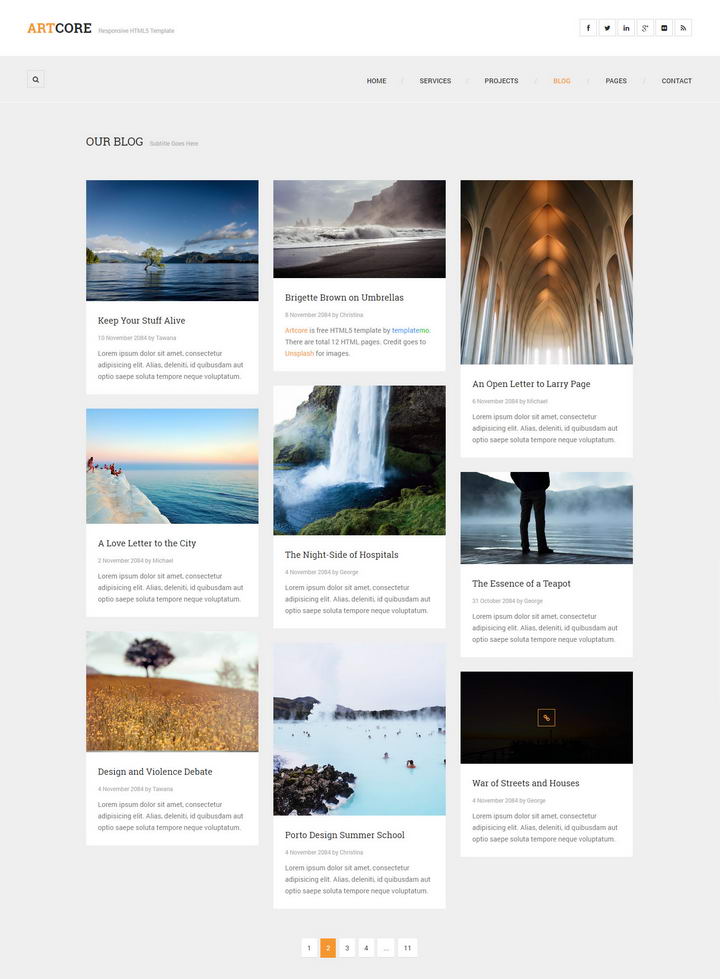 ARTCORE Responsive HTML5 Template
HOME / SERVICES / PROJECTS / BLOG / PAGES / CONTACT
OUR BLOG Subtitle Goes Here
Keep Your Stuff Alive
10 November 2084 by Tawana
Lorem ipsum dolor sit amet, consectetur
adipisicing elit. Alias, deleniti, id quibusdam aut
optio saepe soluta tempore neque voluptatum.
A Love Letter to the City
2 November 2084 by Michael
Lorem ipsum dolor sit amet, consectetur
adipisicing elit. Alias, deleniti, id quibusdam aut
optio saepe soluta tempore neque voluptatum.
Design and Violence Debate
4 November 2084 by Tawana
Lorem ipsum dolor sit amet, consectetur
adipisicing elit. Alias, deleniti, id quibusdam aut
optio saepe soluta tempore neque voluptatum.
Brigette Brown on Umbrellas
8 November 2084 by Christina
Artcore is free HTML5 template by templatemo.
There are total 12 HTML pages. Credit goes to
Unsplash for images.
The Night-Side of Hospitals
4 November 2084 by George
Lorem ipsum dolor sit amet, consectetur
adipisicing elit. Alias, deleniti, id quibusdam aut
optio saepe soluta tempore neque voluptatum.
Porto Design Summer School
4 November 2084 by Christina
Lorem ipsum dolor sit amet, consectetur
adipisicing elit. Alias, deleniti, id quibusdam aut
optio saepe soluta tempore neque voluptatum.
An Open Letter to Larry Page
6 November 2084 by Michael
Lorem ipsum dolor sit amet, consectetur
adipisicing elit. Alias, deleniti, id quibusdam aut
optio saepe soluta tempore neque voluptatum.
The Essence of a Teapot
31 October 2084 by George
Lorem ipsum dolor sit amet, consectetur
adipisicing elit. Alias, deleniti, id quibusdam aut
optio saepe soluta tempore neque voluptatum.
War of Streets and Houses
4 November 2084 by George
Lorem ipsum dolor sit amet, consectetur
adipisicing elit. Alias, deleniti, id quibusdam aut
optio saepe soluta tempore neque voluptatum.
1 2 3 4 ... 11